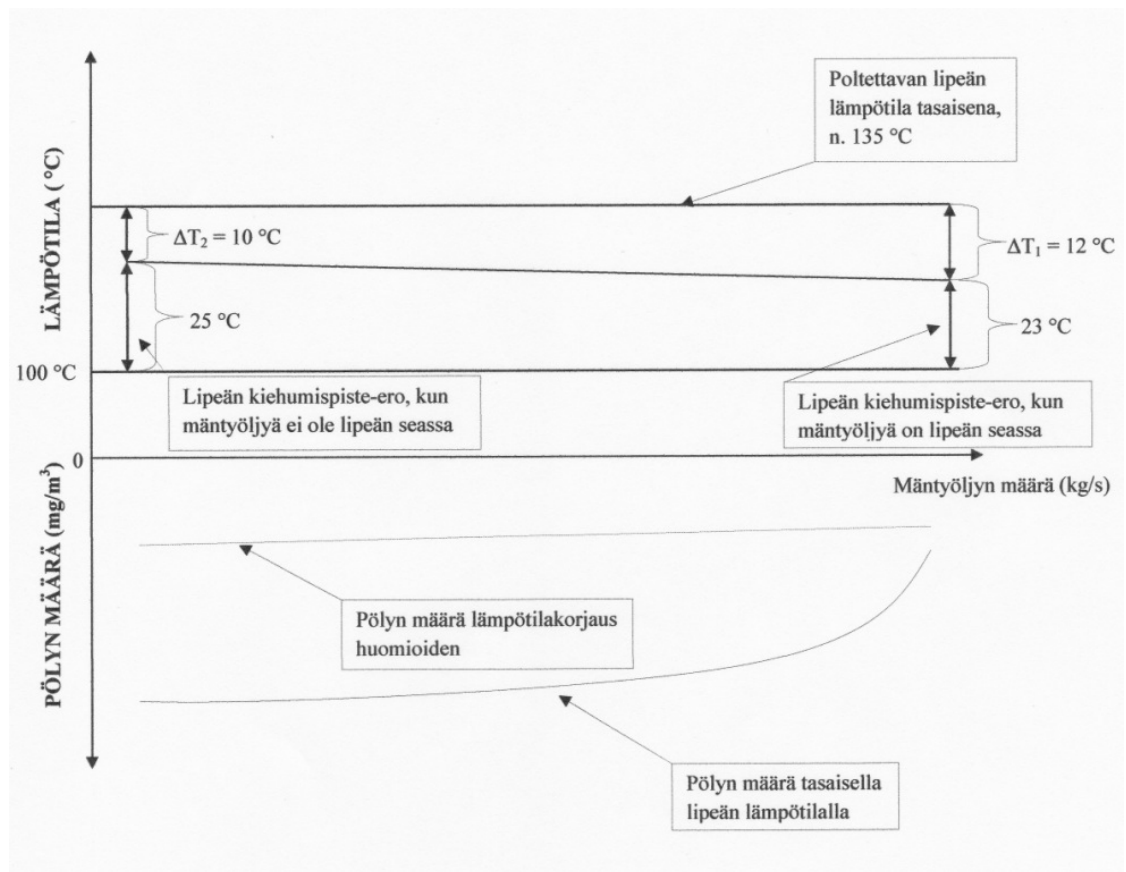 Poltettavan lipeän
lämpötila tasaisena,
n. 135 °C
LÄMPÖTILA ( °C)
ΔT₂ = 10 °C
ΔT₁ = 12 °C
25 °C
23 °C
100 °C
Lipeän kiehumispiste-ero, kun
mäntyöljyä ei ole lipeän seassa
Lipeän kiehumispiste-ero, kun
mäntyöljyä on lipeän seassa
0
Mäntyöljyn määrä (kg/s)
PÖLYN MÄÄRÄ (mg/m³)
Pölyn määrä lämpötilakorjaus
huomioiden
Pölyn määrä tasaisella
lipeän lämpötilalla